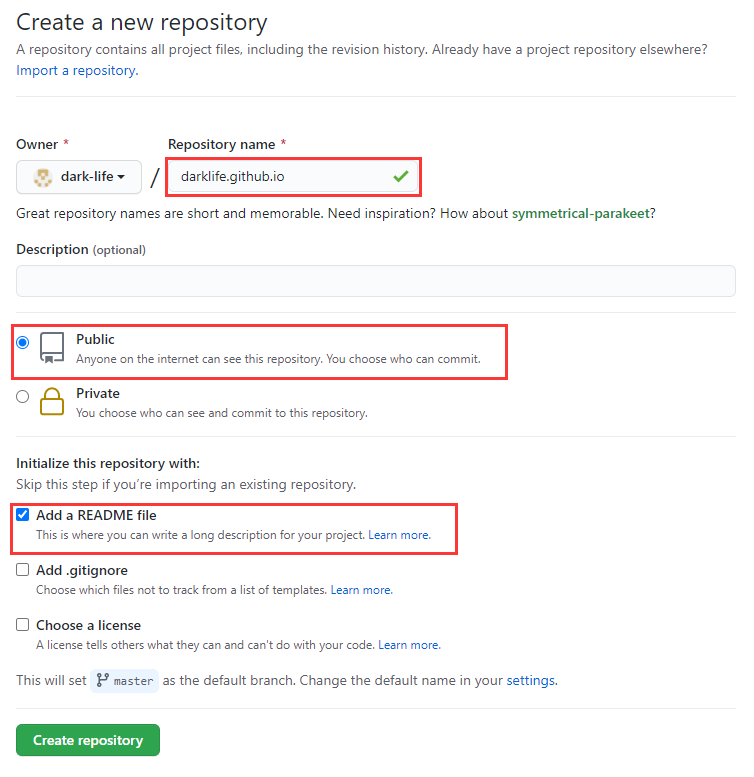 Create a new repository
A repository contains all project files, including the revision history. Already have a project repository elsewhere?
Import a repository.
Owner * Repository name *
dark-life / darklife.github.io
Great repository names are short and memorable. Need inspiration? How about symmetrical-parakeet?
Description (optional)
Public
Anyone on the internet can see this repository. You choose who can commit.
Private
You choose who can see and commit to this repository.
Initialize this repository with:
Skip this step if you're importing an existing repository.
Add a README file
This is where you can write a long description for your project. Learn more.
Add .gitignore
Choose which files not to track from a list of templates. Learn more.
Choose a license
A license tells others what they can and can't do with your code. Learn more.
This will set master as the default branch. Change the default name in your settings.
Create repository